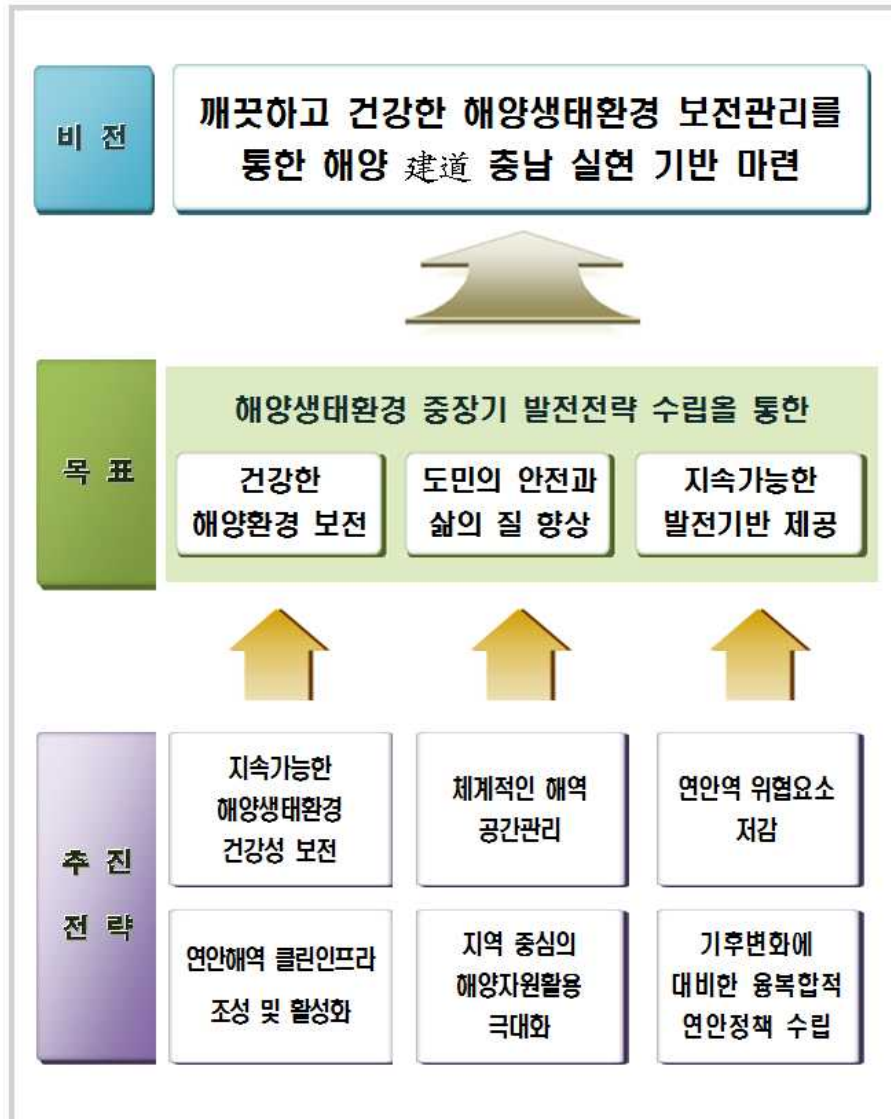 비 전
깨끗하고 건강한 해양생태환경 보전관리를
통한 해양 建道 충남 실현 기반 마련
목 표
해양생태환경 중장기 발전전략 수립을 통한
건강한
해양환경 보전
도민의 안전과
삶의 질 향상
지속가능한
발전기반 제공
추 진
전 략
지속가능한
해양생태환경
건강성 보전
체계적인 해역
공간관리
연안역 위협요소
저감
연안해역 클린인프라
조성 및 활성화
지역 중심의
해양자원활용
극대화
기후변화에
대비한 융복합적
연안정책 수립